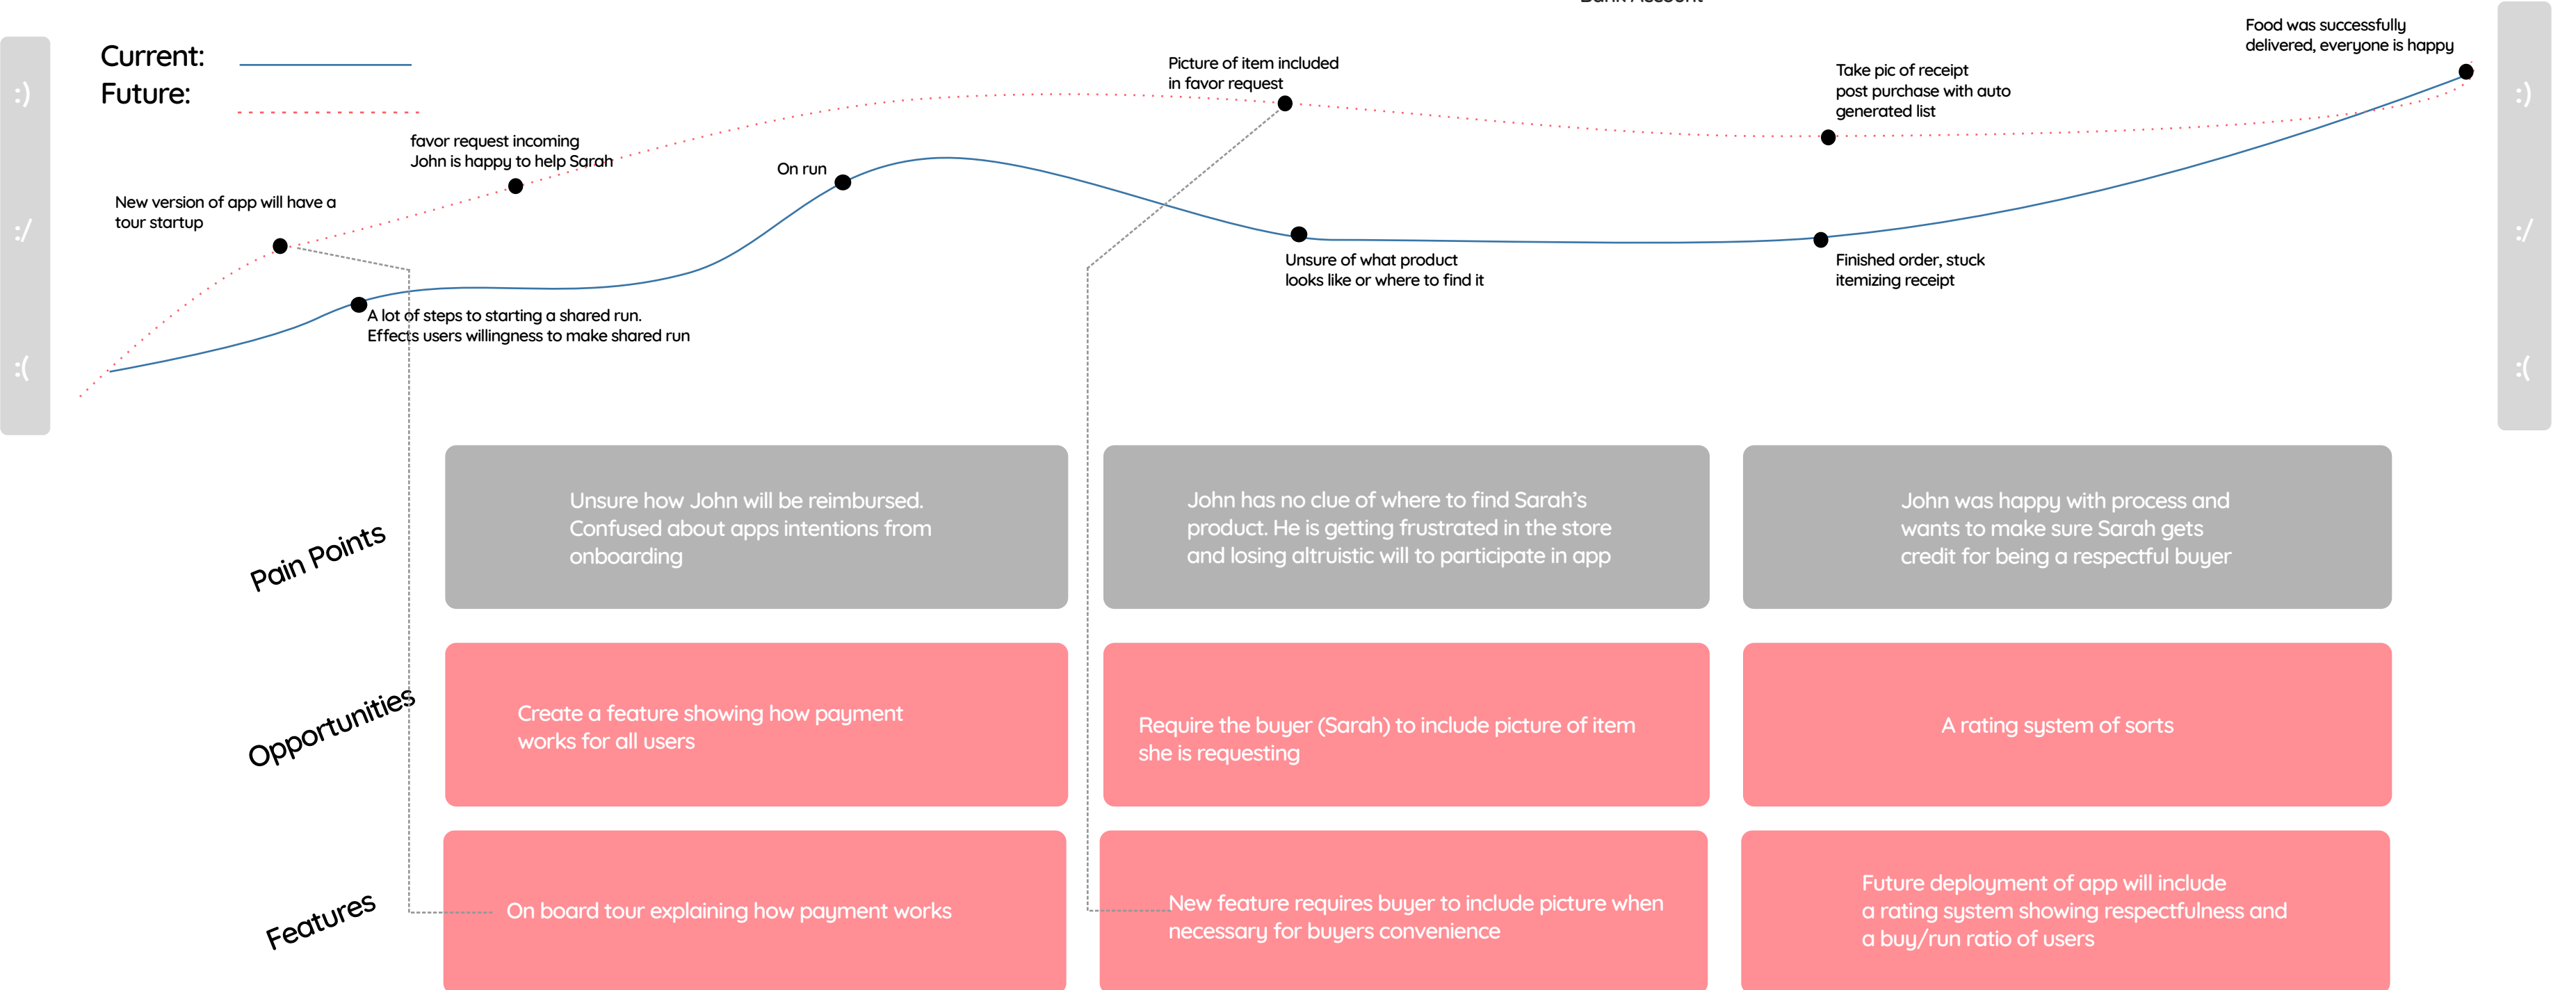 Bank Account
Food was successfully
delivered, everyone is happy
Current:
Future:
:)
:/
:(
:)
:/
:(
Picture of item included
in favor request
Take pic of receipt
post purchase with auto
generated list
favor request incoming
John is happy to help Sarah
On run
New version of app will have a
tour startup
Unsure of what product
looks like or where to find it
Finished order, stuck
itemizing receipt
A lot of steps to starting a shared run.
Effects users willingness to make shared run
Pain Points
Unsure how John will be reimbursed.
Confused about apps intentions from
onboarding
John has no clue of where to find Sarah’s
product. He is getting frustrated in the store
and losing altruistic will to participate in app
John was happy with process and
wants to make sure Sarah gets
credit for being a respectful buyer
Opportunities
Create a feature showing how payment
works for all users
Require the buyer (Sarah) to include picture of item
she is requesting
A rating system of sorts
Features
On board tour explaining how payment works
New feature requires buyer to include picture when
necessary for buyers convenience
Future deployment of app will include
a rating system showing respectfulness and
a buy/run ratio of users